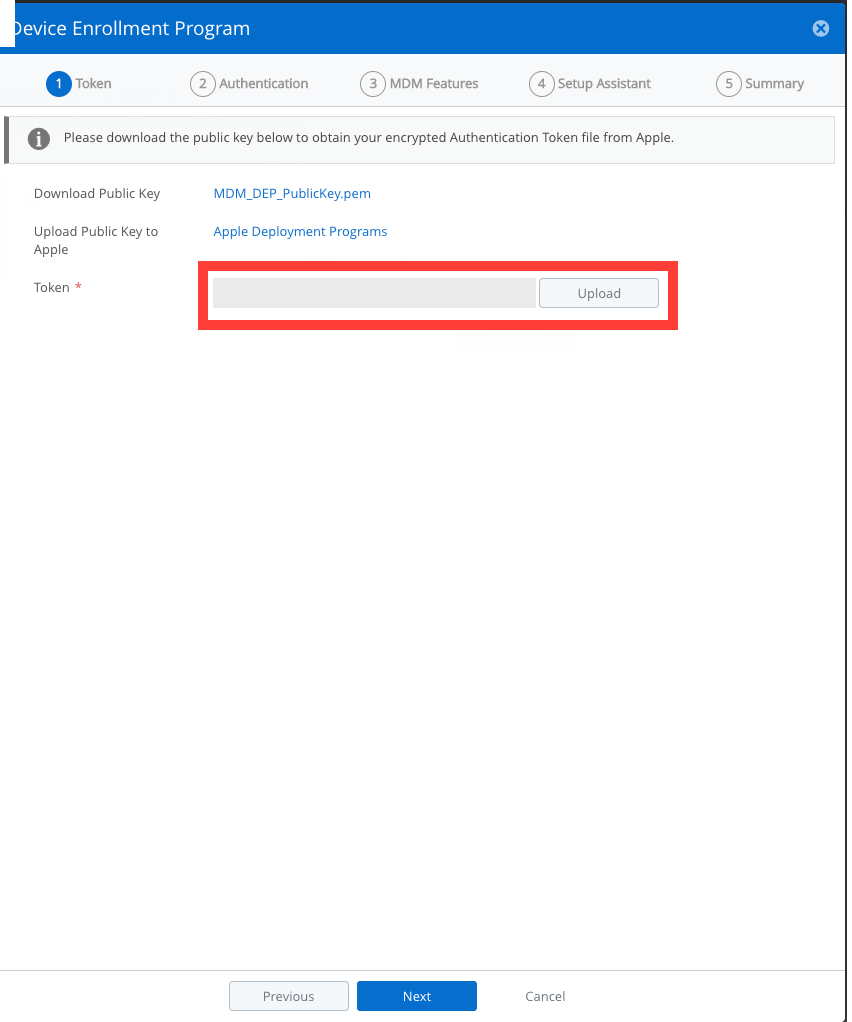 Device Enrollment Program
1 Token
2 Authentication
3 MDM Features
4 Setup Assistant
5 Summary
Please download the public key below to obtain your encrypted Authentication Token file from Apple.
Download Public Key
MDM_DEP_PublicKey.pem
Upload Public Key to
Apple
Apple Deployment Programs
Token *
Upload
Previous
Next
Cancel